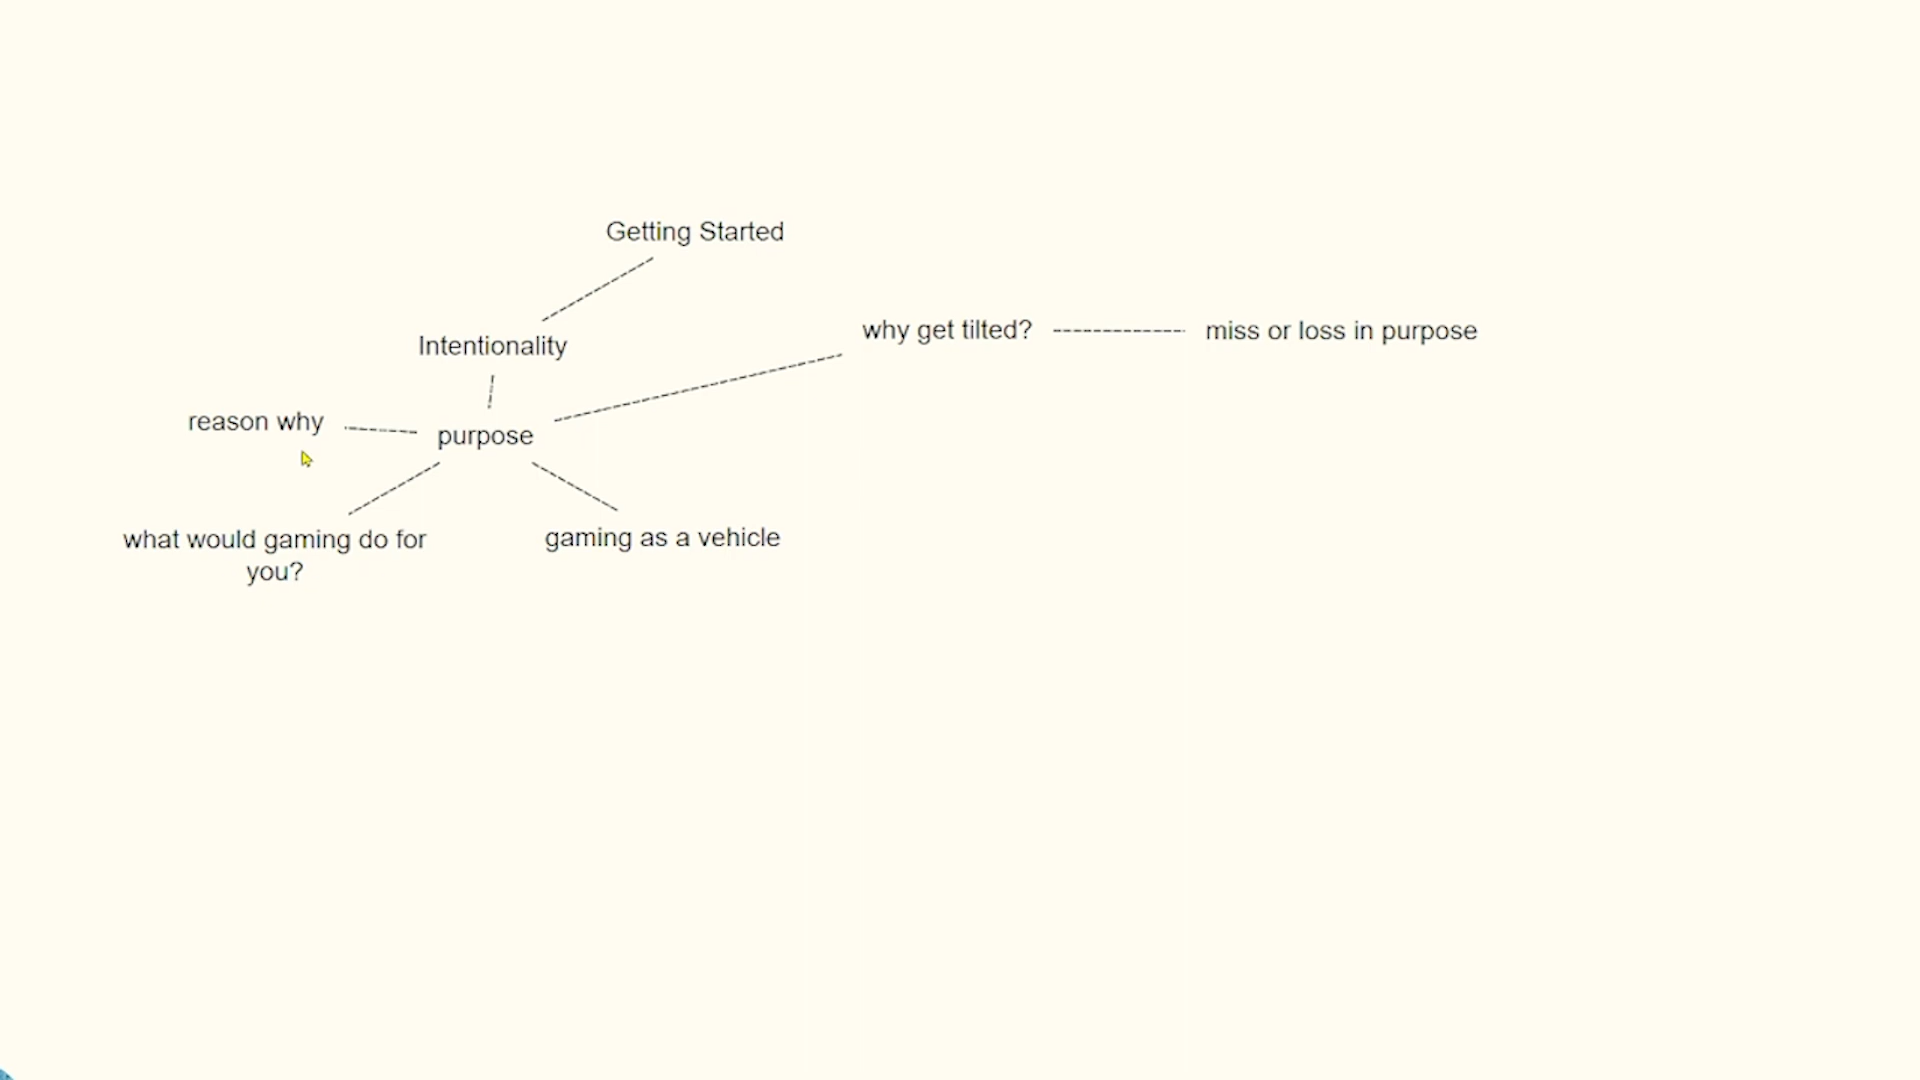 Getting Started
why get tilted?
miss or loss in purpose
Intentionality
reason why
purpose
what would gaming do for
you?
gaming as a vehicle